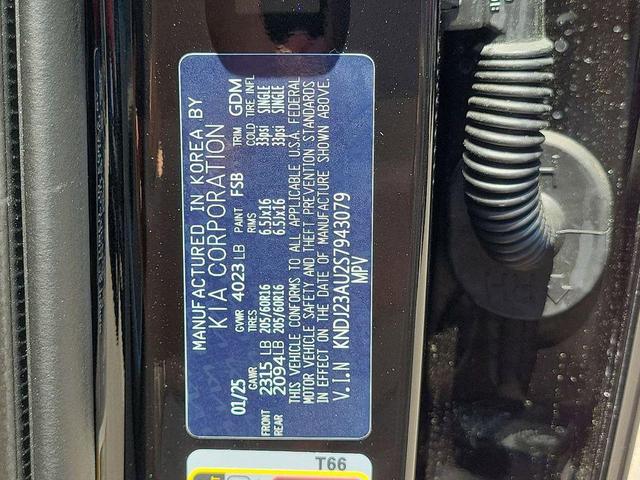 MANUFACTURED IN KOREA BY
KIA CORPORATION
01/25 GVWR 4023 LB PAINT FSB TRIM GDM
GAWR TIRES RIMS COLD TIRE INFL
FRONT 2315 LB 205/60R16 6.5Jx16 33psi SINGLE
REAR 2094 LB 205/60R16 6.5Jx16 33psi SINGLE
THIS VEHICLE CONFORMS TO ALL APPLICABLE U.S.A. FEDERAL
MOTOR VEHICLE SAFETY AND THEFT PREVENTION STANDARDS
IN EFFECT ON THE DATE OF MANUFACTURE SHOWN ABOVE.
V.I.N KNDJ23AU2S7943079
MPV
T66